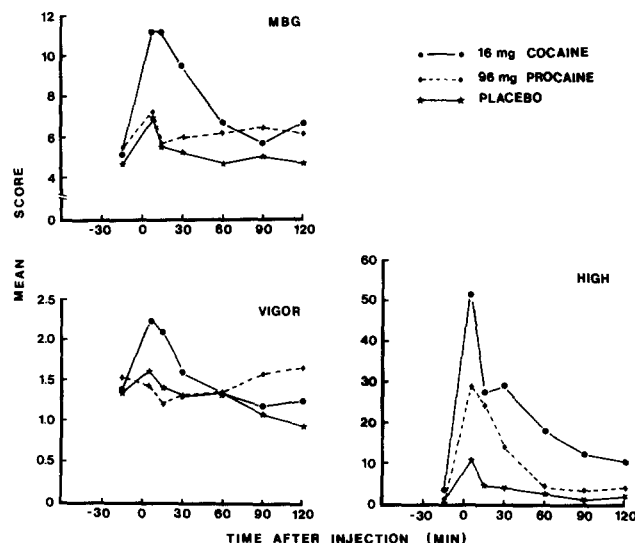 MBG
16 mg COCAINE
96 mg PROCAINE
PLACEBO
12
10
8
6
4
0
-30 0 30 60 90 120
MEAN SCORE
VIGOR
2.5
2.0
1.5
1.0
0.5
0.0
-30 0 30 60 90 120
HIGH
60
50
40
30
20
10
0
-30 0 30 60 90 120
TIME AFTER INJECTION (MIN)